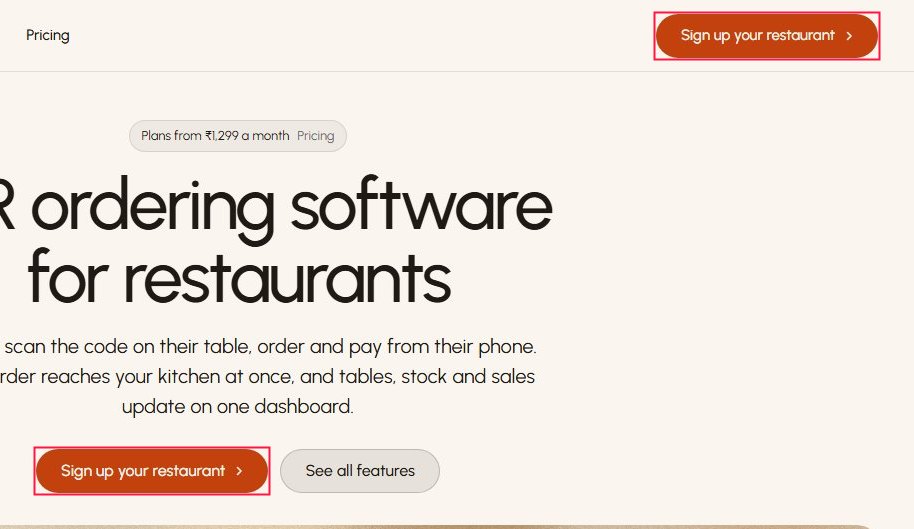 Pricing
Sign up your restaurant
Plans from ₹1,299 a month Pricing
R ordering software
for restaurants
scan the code on their table, order and pay from their phone.
rder reaches your kitchen at once, and tables, stock and sales
update on one dashboard.
Sign up your restaurant
See all features